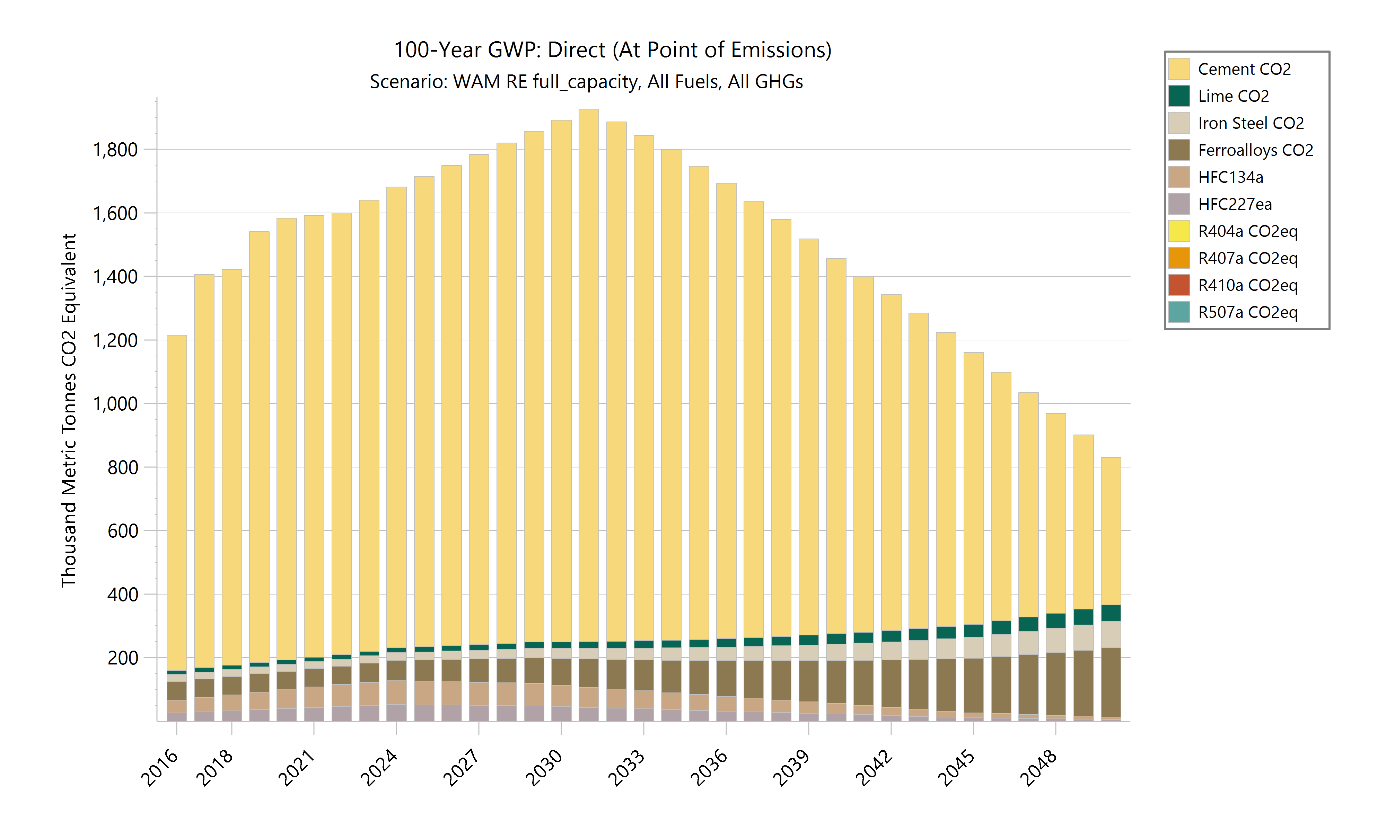 100-Year GWP: Direct (At Point of Emissions)
Scenario: WAM RE full_capacity, All Fuels, All GHGs
Thousand Metric Tonnes CO2 Equivalent
1,800
1,600
1,400
1,200
1,000
800
600
400
200
2016
2018
2021
2024
2027
2030
2033
2036
2039
2042
2045
2048
Cement CO2
Lime CO2
Iron Steel CO2
Ferroalloys CO2
HFC134a
HFC227ea
R404a CO2eq
R407a CO2eq
R410a CO2eq
R507a CO2eq